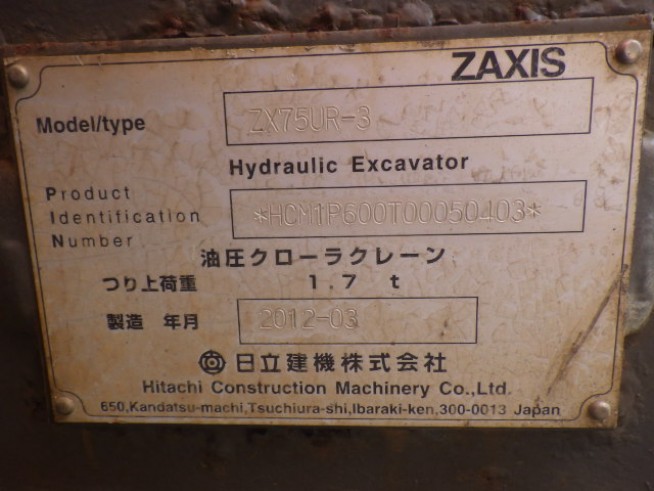 ZAXIS
Model/type ZX75UR-3
Hydraulic Excavator
Product
Identification *HCM1P600T00050403*
Number
油圧クローラクレーン
つり上荷重 1.7 t
製造 年月 2012-03
日立建機株式会社
Hitachi Construction Machinery Co.,Ltd.
650,Kandatsu-machi,Tsuchiura-shi,Ibaraki-ken,300-0013 Japan